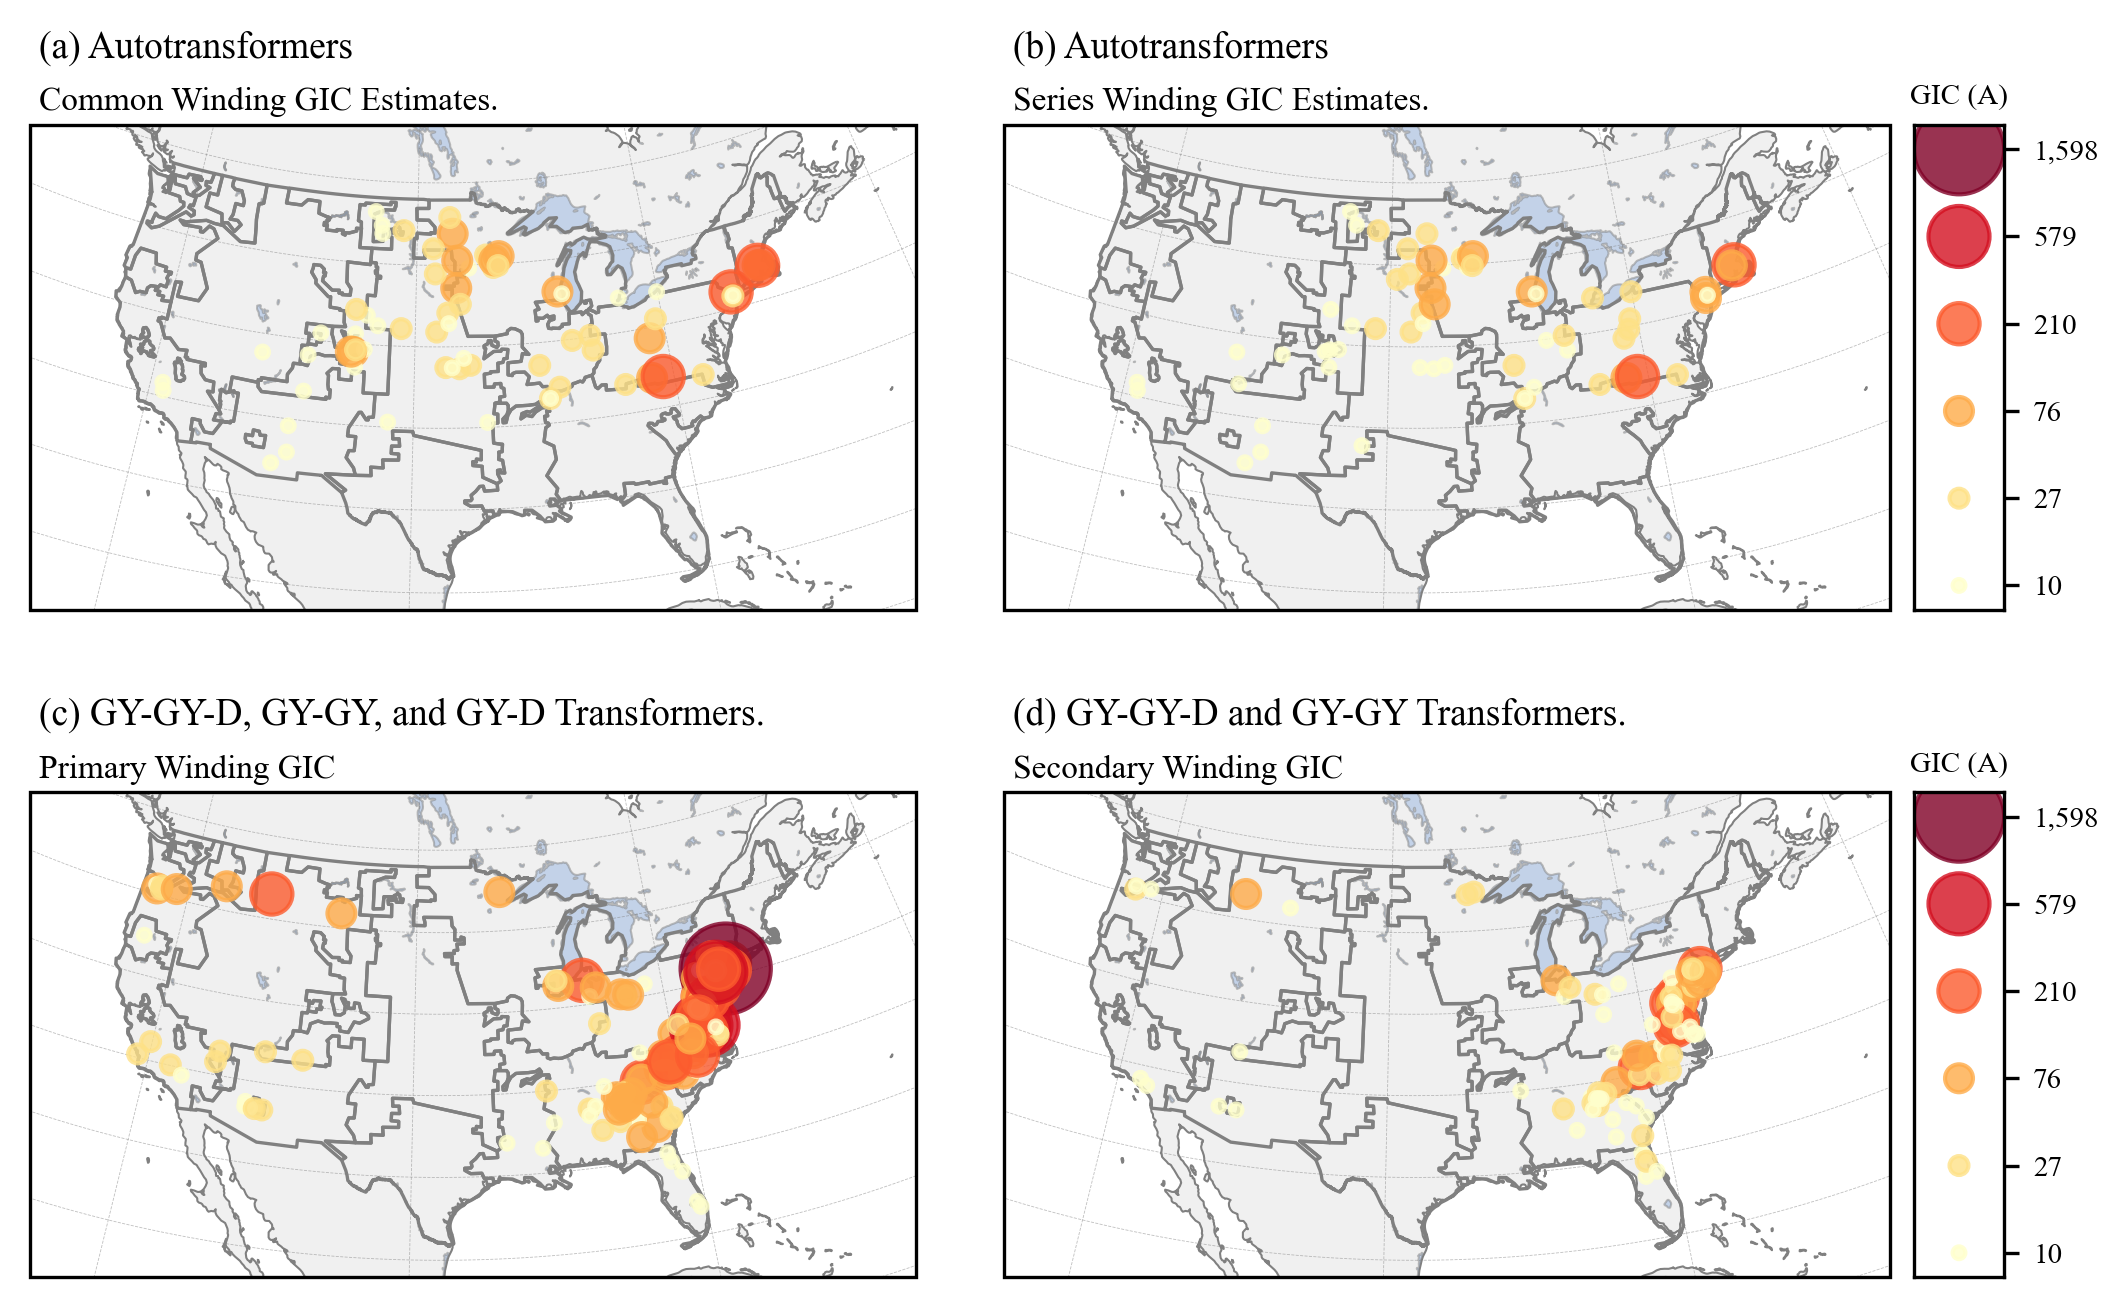 (a) Autotransformers
Common Winding GIC Estimates.
(b) Autotransformers
Series Winding GIC Estimates.
GIC (A)
1,598
579
210
76
27
10
(c) GY-GY-D, GY-GY, and GY-D Transformers.
Primary Winding GIC
(d) GY-GY-D and GY-GY Transformers.
Secondary Winding GIC
GIC (A)
1,598
579
210
76
27
10